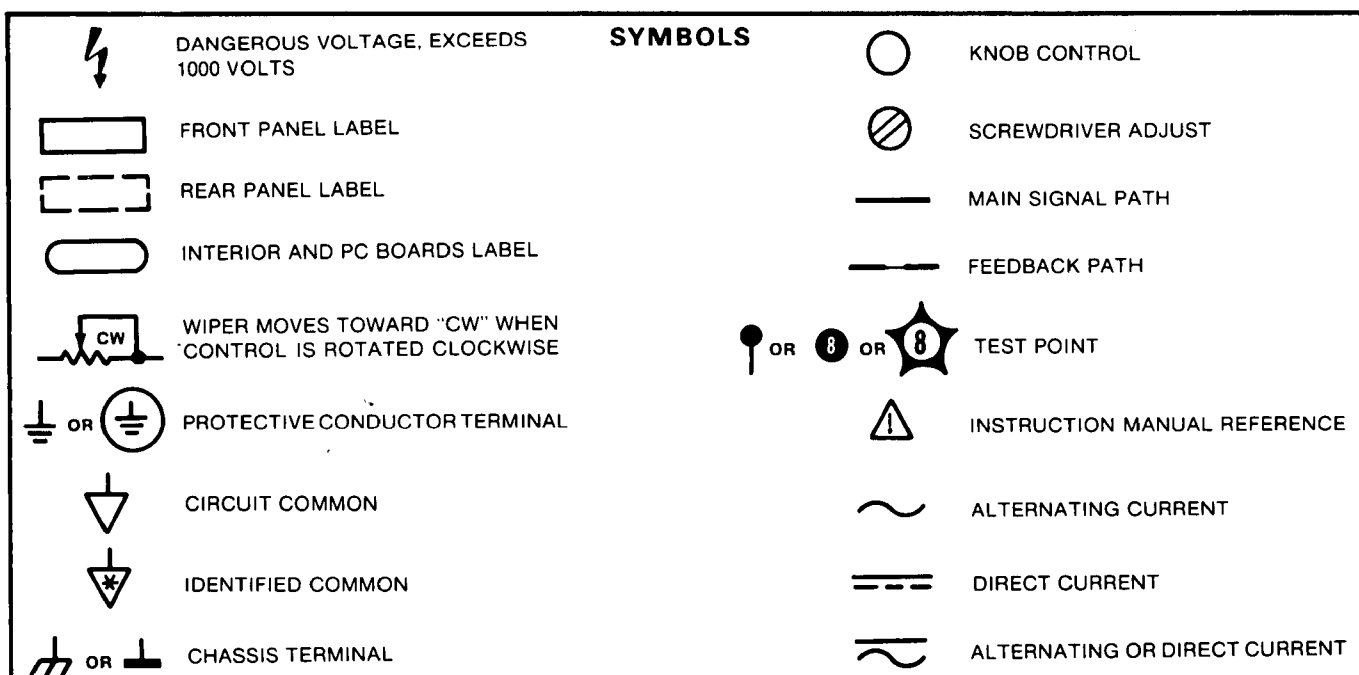 SYMBOLS
DANGEROUS VOLTAGE, EXCEEDS
1000 VOLTS
FRONT PANEL LABEL
REAR PANEL LABEL
INTERIOR AND PC BOARDS LABEL
CW
WIPER MOVES TOWARD "CW" WHEN
CONTROL IS ROTATED CLOCKWISE
OR
PROTECTIVE CONDUCTOR TERMINAL
CIRCUIT COMMON
IDENTIFIED COMMON
OR
CHASSIS TERMINAL
KNOB CONTROL
SCREWDRIVER ADJUST
MAIN SIGNAL PATH
FEEDBACK PATH
OR 8 OR 8
TEST POINT
!
INSTRUCTION MANUAL REFERENCE
ALTERNATING CURRENT
DIRECT CURRENT
ALTERNATING OR DIRECT CURRENT